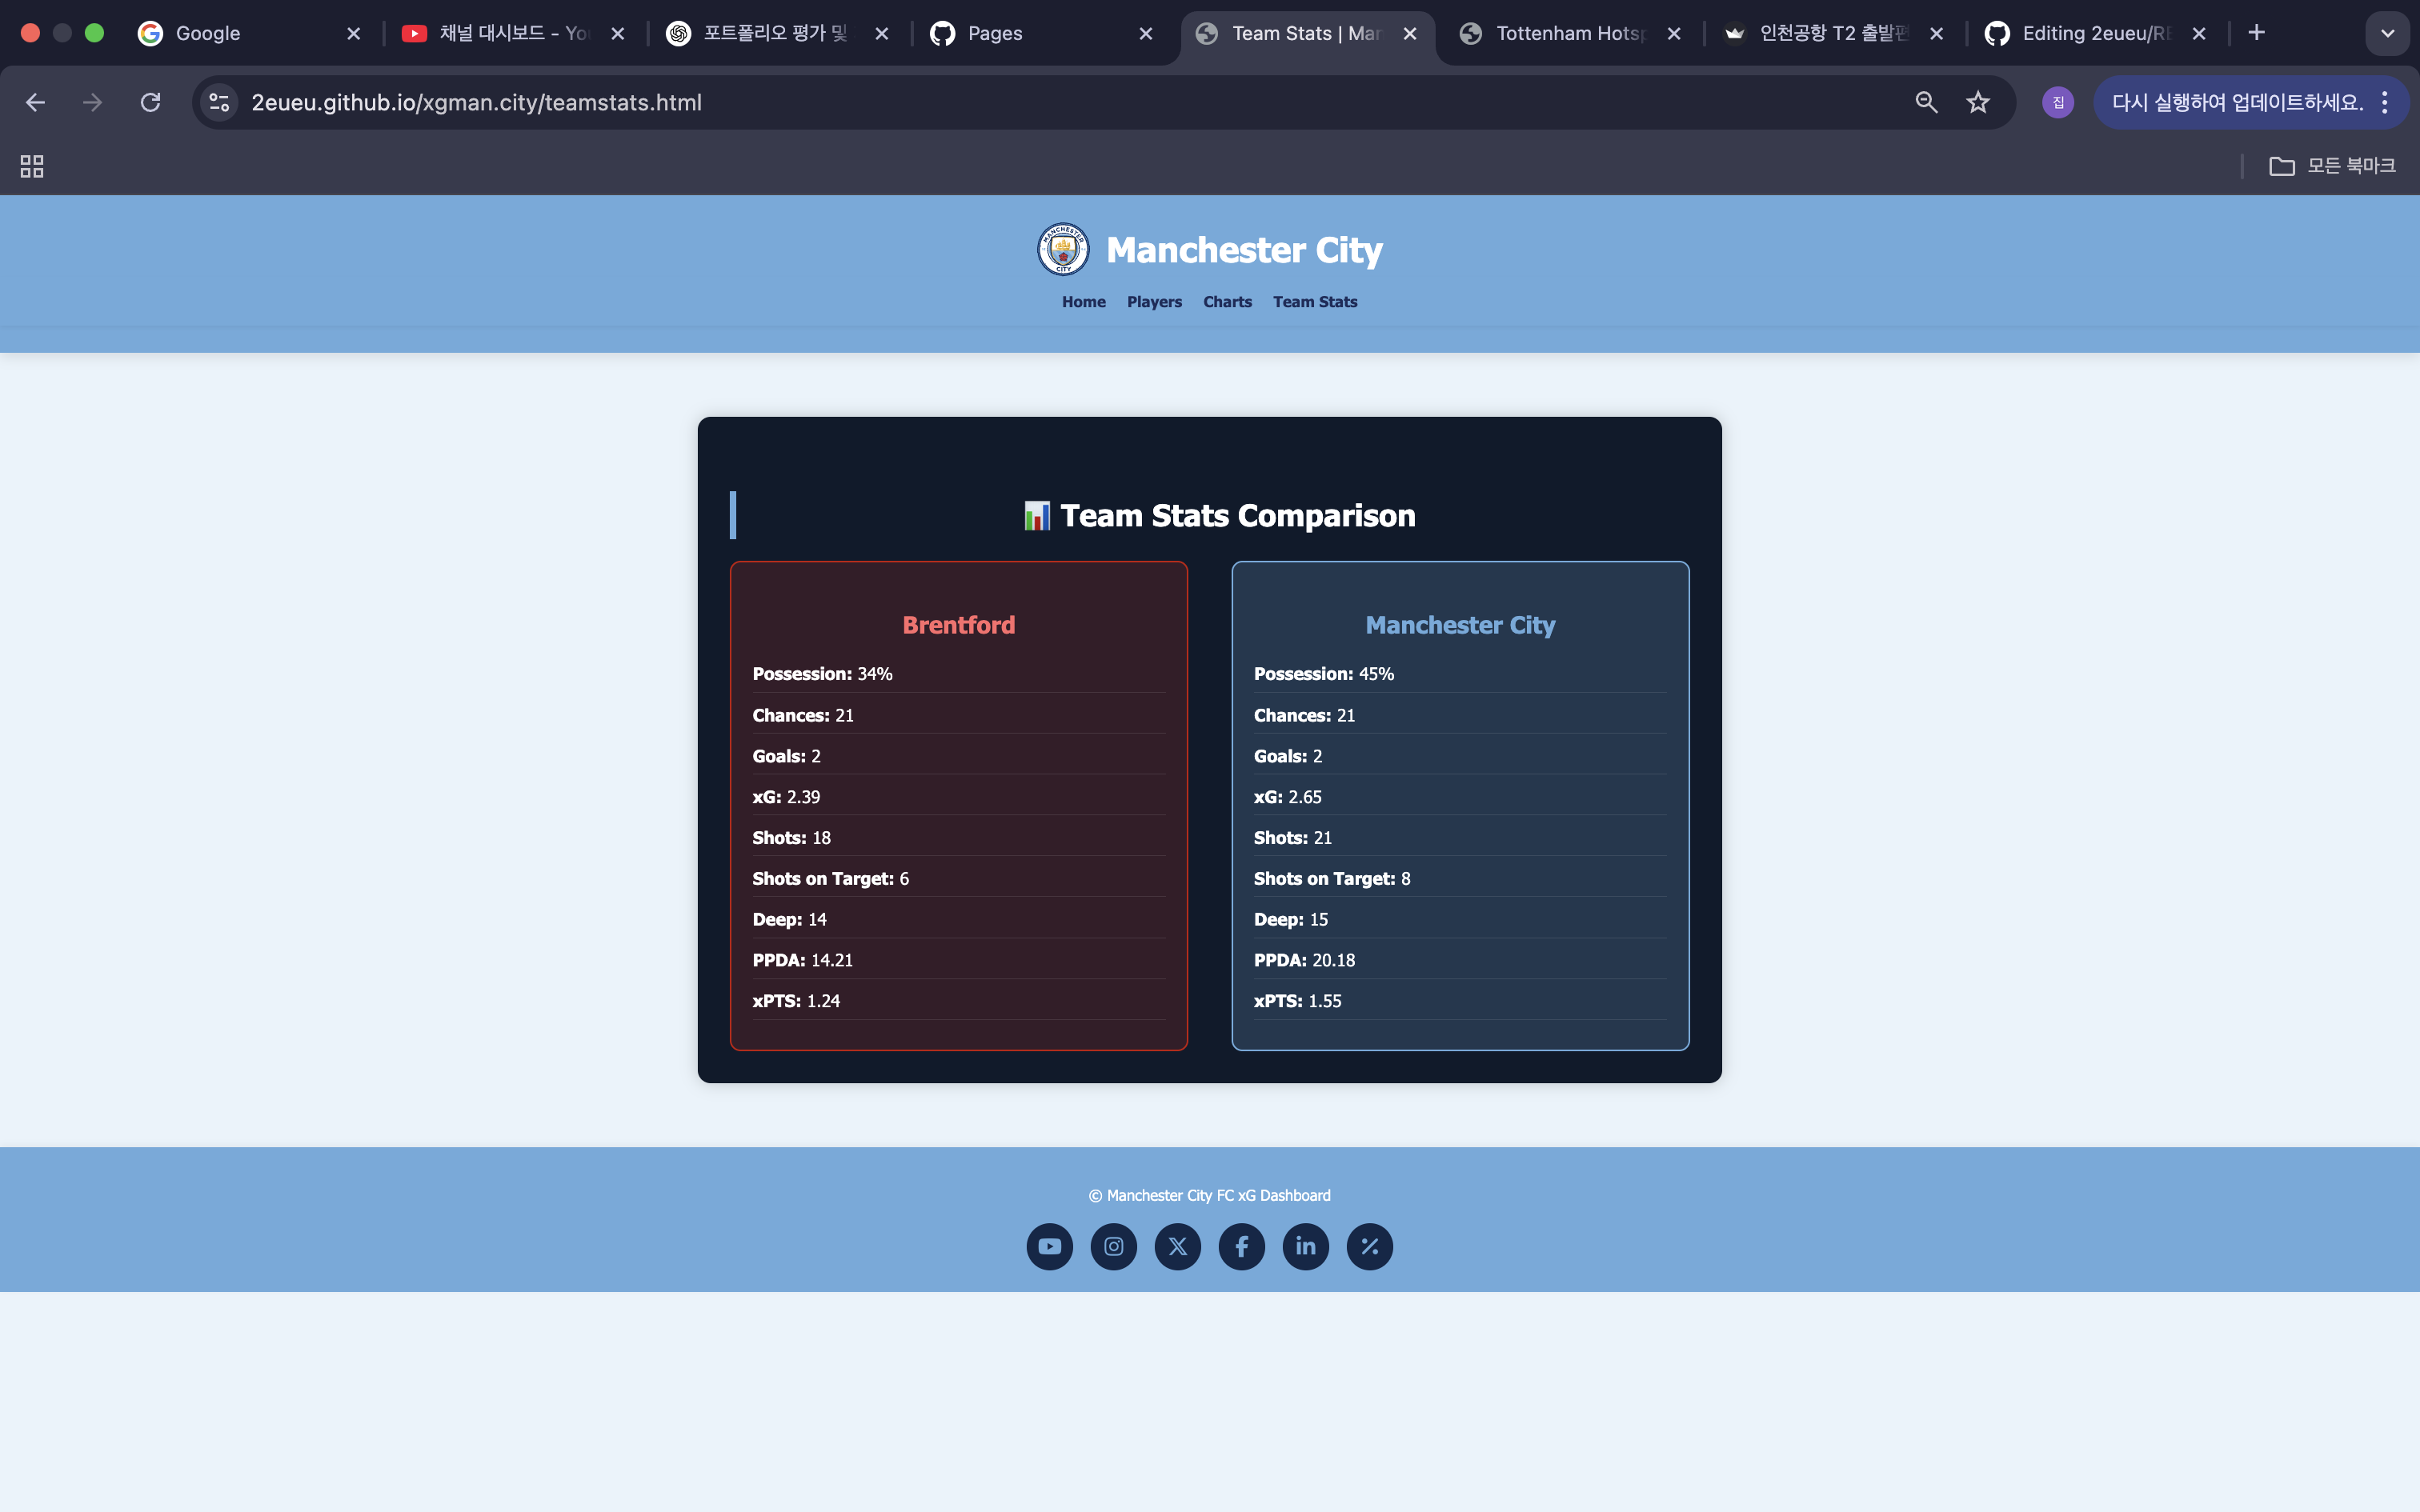 Google
채널 대시보드 - You
포트폴리오 평가 및
Pages
Team Stats | Man
Tottenham Hotsp
인천공항 T2 출발편
Editing 2eueu/RE
2eueu.github.io/xgman.city/teamstats.html
집
다시 실행하여 업데이트하세요.
모든 북마크
MANCHESTER
CITY
Manchester City
Home Players Charts Team Stats
Team Stats Comparison
Brentford
Possession: 34%
Chances: 21
Goals: 2
xG: 2.39
Shots: 18
Shots on Target: 6
Deep: 14
PPDA: 14.21
xPTS: 1.24
Manchester City
Possession: 45%
Chances: 21
Goals: 2
xG: 2.65
Shots: 21
Shots on Target: 8
Deep: 15
PPDA: 20.18
xPTS: 1.55
© Manchester City FC xG Dashboard